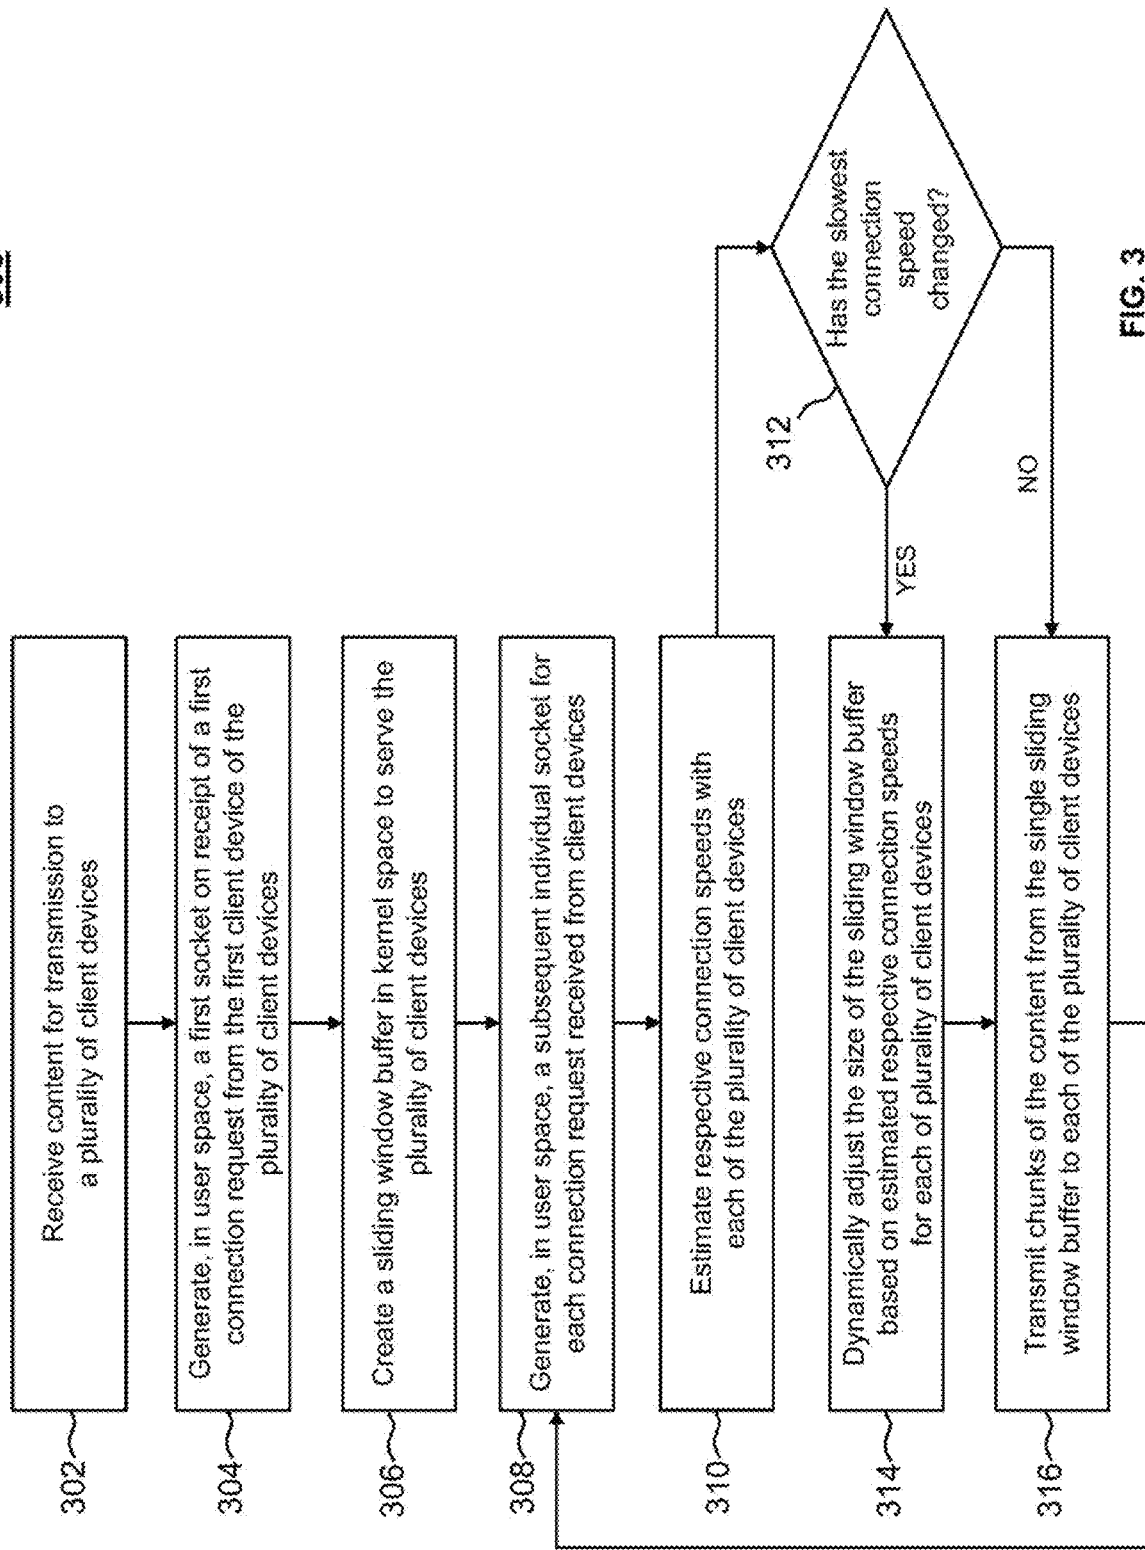 302
Receive content for transmission to
a plurality of client devices
304
Generate, in user space, a first socket on receipt of a first
connection request from the first client device of the
plurality of client devices
306
Create a sliding window buffer in kernel space to serve the
plurality of client devices
308
Generate, in user space, a subsequent individual socket for
each connection request received from client devices
310
Estimate respective connection speeds with
each of the plurality of client devices
312
Has the slowest
connection
speed
changed?
YES
NO
314
Dynamically adjust the size of the sliding window buffer
based on estimated respective connection speeds
for each of plurality of client devices
316
Transmit chunks of the content from the single sliding
window buffer to each of the plurality of client devices
FIG. 3